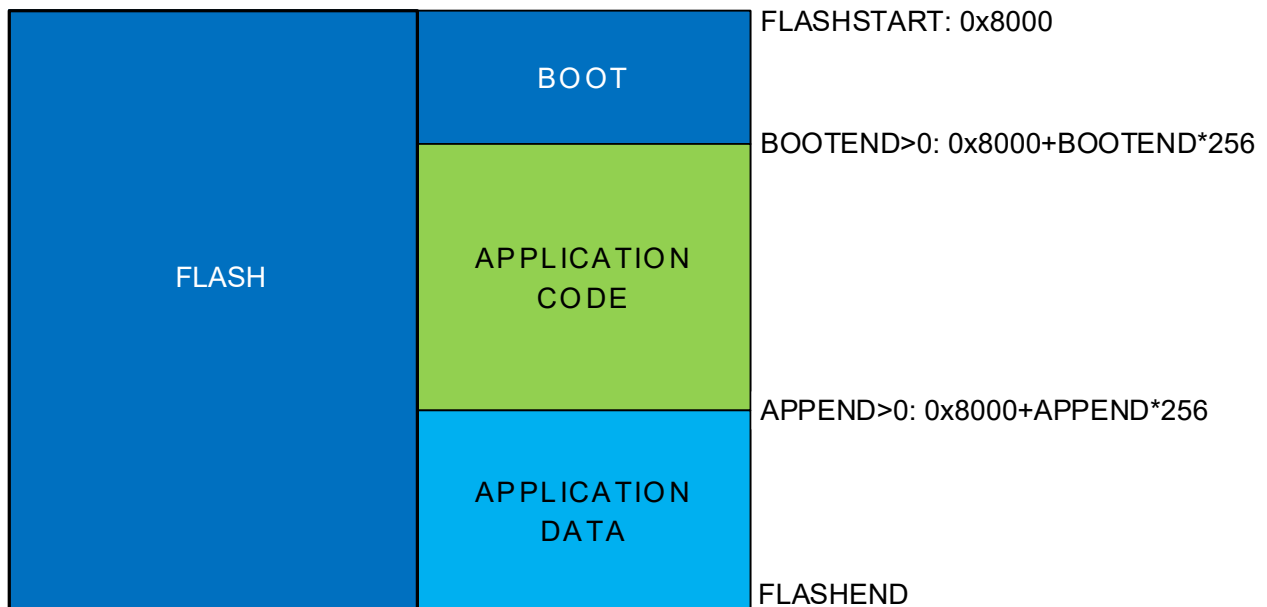 FLASHSTART: 0x8000
BOOT
BOOTEND>0: 0x8000+BOOTEND*256
FLASH
APPLICATION
CODE
APPEND>0: 0x8000+APPEND*256
APPLICATION
DATA
FLASHEND